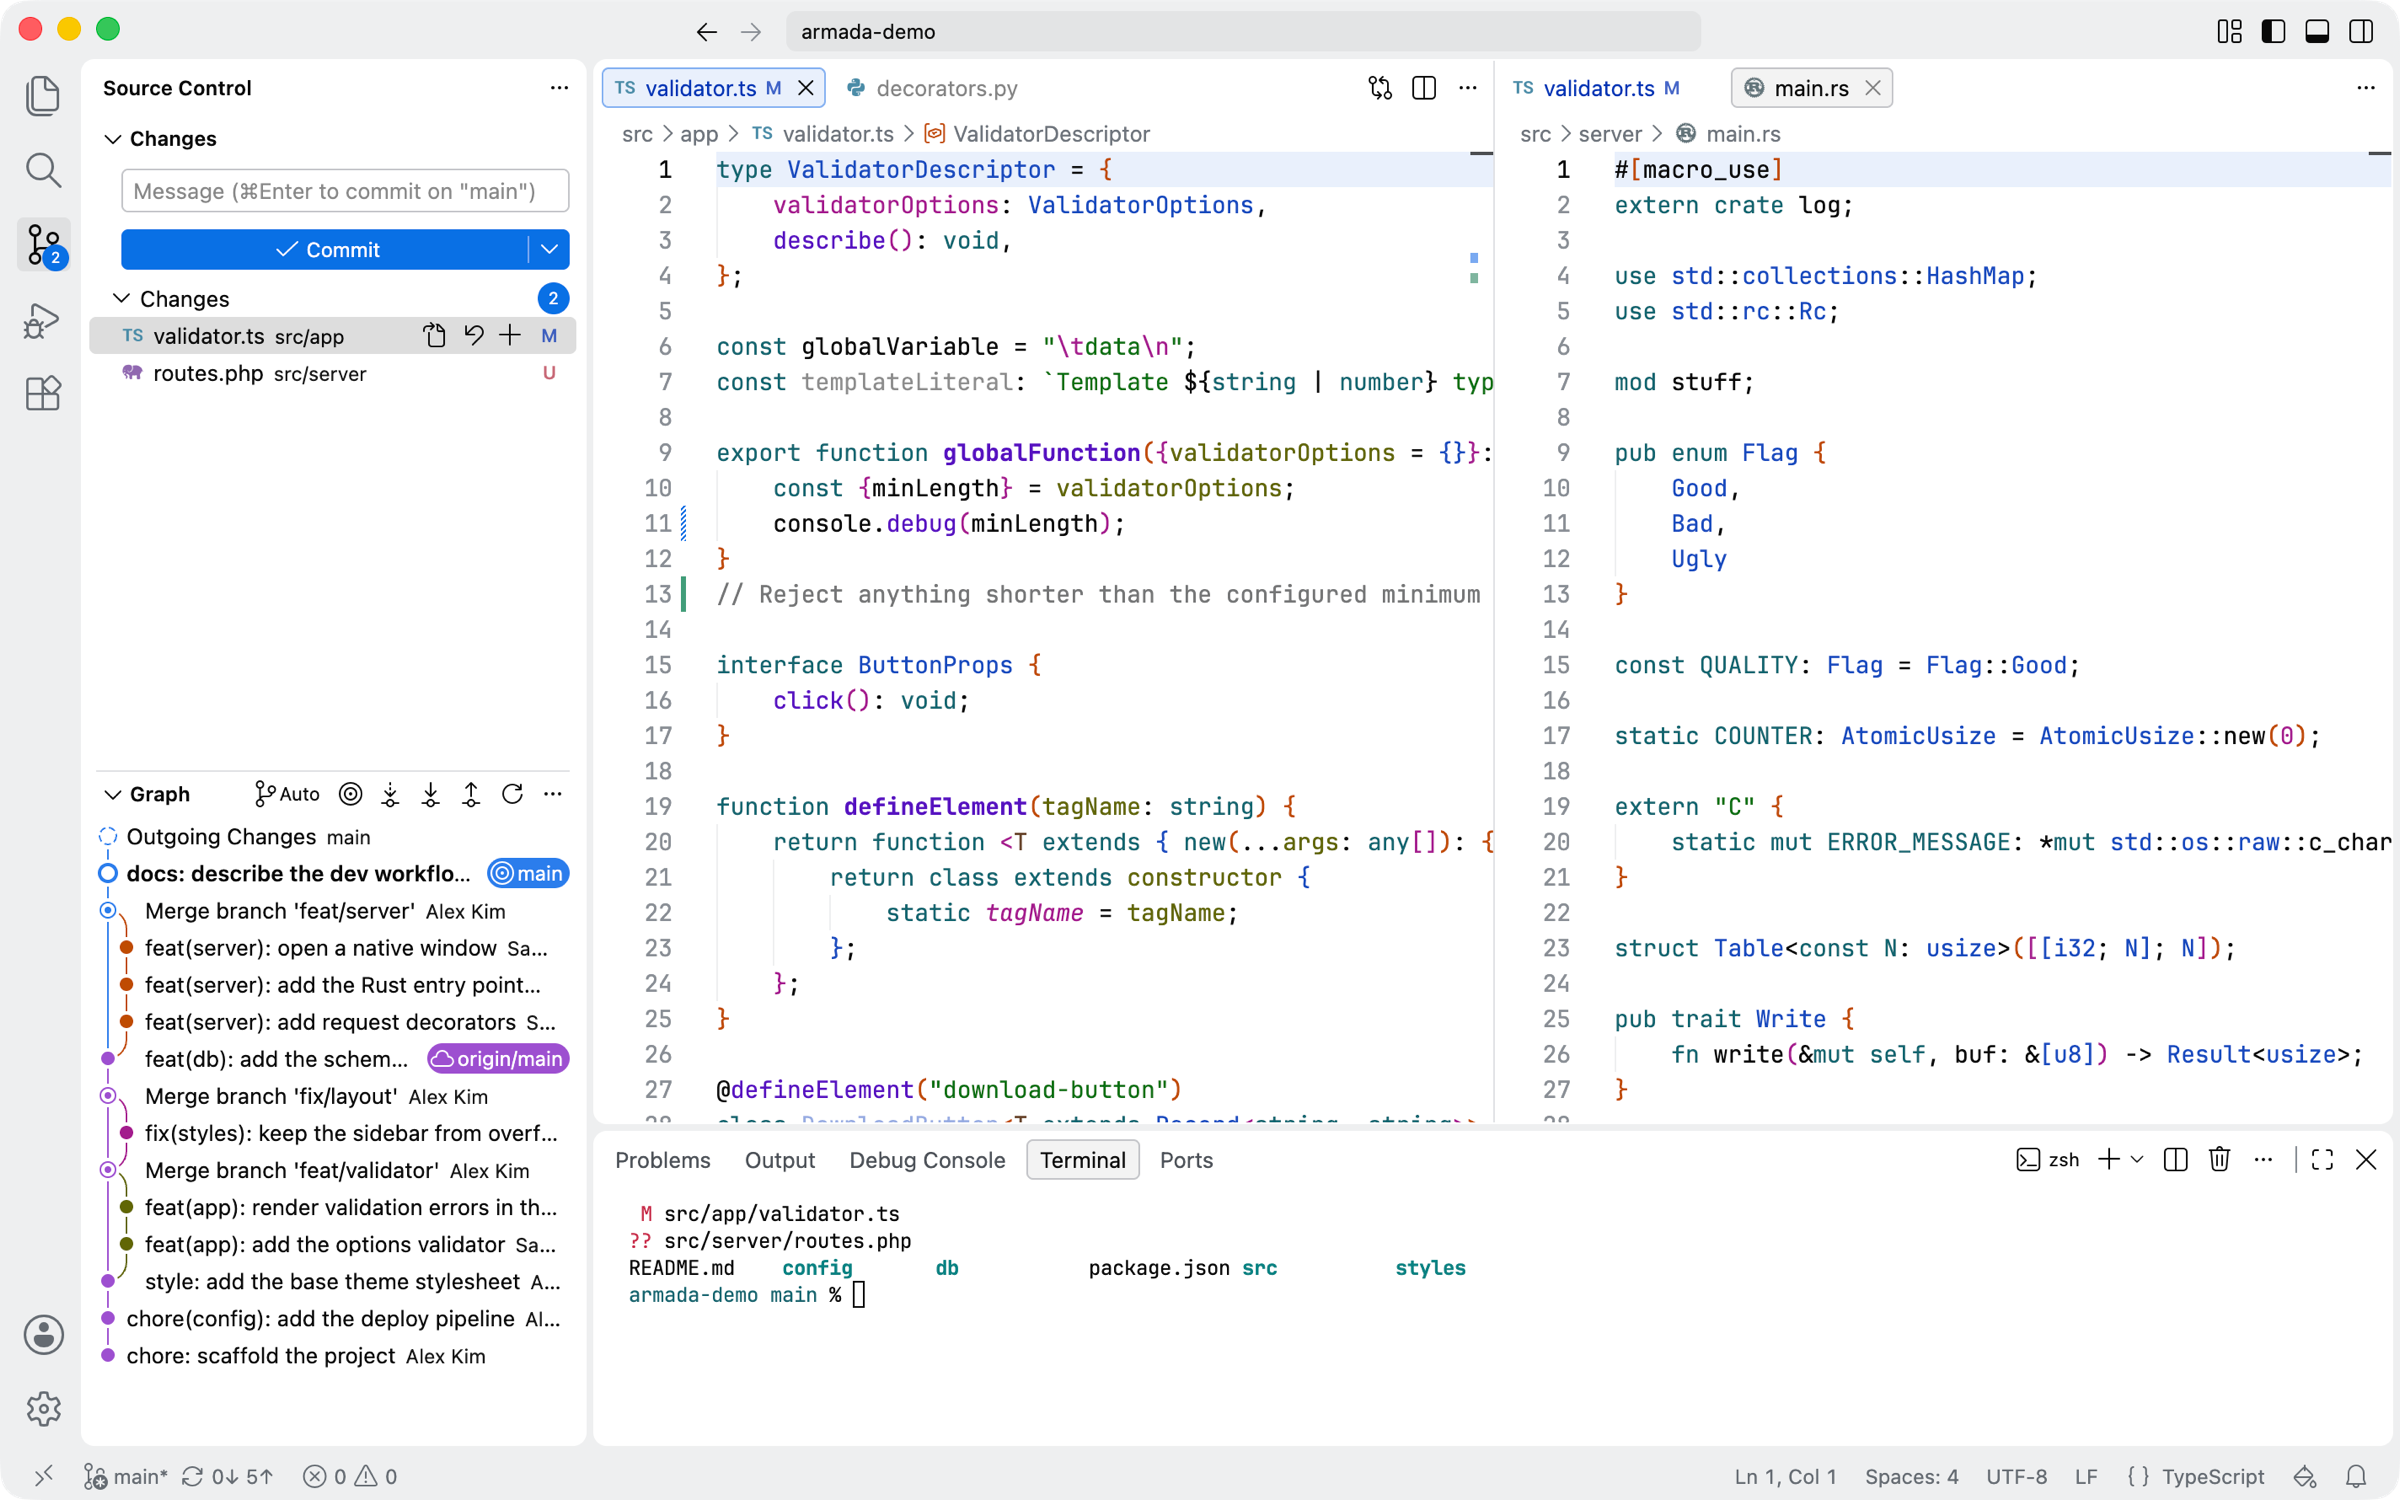 armada-demo
Source Control
Changes
Message (⌘Enter to commit on "main")
Commit
Changes 2
TS validator.ts src/app M
routes.php src/server U
2
Graph Auto
Outgoing Changes main
docs: describe the dev workflo... main
Merge branch 'feat/server' Alex Kim
feat(server): open a native window Sa...
feat(server): add the Rust entry point...
feat(server): add request decorators S...
feat(db): add the schem... origin/main
Merge branch 'fix/layout' Alex Kim
fix(styles): keep the sidebar from overf...
Merge branch 'feat/validator' Alex Kim
feat(app): render validation errors in th...
feat(app): add the options validator Sa...
style: add the base theme stylesheet A...
chore(config): add the deploy pipeline Al...
chore: scaffold the project Alex Kim
TS validator.ts M
decorators.py
src > app > TS validator.ts > ValidatorDescriptor
1 type ValidatorDescriptor = {
2 validatorOptions: ValidatorOptions,
3 describe(): void,
4 };
5
6 const globalVariable = "\tdata\n";
7 const templateLiteral: `Template ${string | number} typ
8
9 export function globalFunction({validatorOptions = {}}:
10 const {minLength} = validatorOptions;
11 console.debug(minLength);
12 }
13 // Reject anything shorter than the configured minimum
14
15 interface ButtonProps {
16 click(): void;
17 }
18
19 function defineElement(tagName: string) {
20 return function <T extends { new(...args: any[]): {
21 return class extends constructor {
22 static tagName = tagName;
23 };
24 };
25 }
26
27 @defineElement("download-button")
28 class DownloadButton<T extends Record<string, string>>
TS validator.ts M
main.rs
src > server > main.rs
1 #[macro_use]
2 extern crate log;
3
4 use std::collections::HashMap;
5 use std::rc::Rc;
6
7 mod stuff;
8
9 pub enum Flag {
10 Good,
11 Bad,
12 Ugly
13 }
14
15 const QUALITY: Flag = Flag::Good;
16
17 static COUNTER: AtomicUsize = AtomicUsize::new(0);
18
19 extern "C" {
20 static mut ERROR_MESSAGE: *mut std::os::raw::c_char
21 }
22
23 struct Table<const N: usize>([[i32; N]; N]);
24
25 pub trait Write {
26 fn write(&mut self, buf: &[u8]) -> Result<usize>;
27 }
28
Problems Output Debug Console Terminal Ports
zsh
M src/app/validator.ts
?? src/server/routes.php
README.md config db package.json src styles
armada-demo main %
main* 0↓ 5↑ 0 0
Ln 1, Col 1 Spaces: 4 UTF-8 LF { } TypeScript